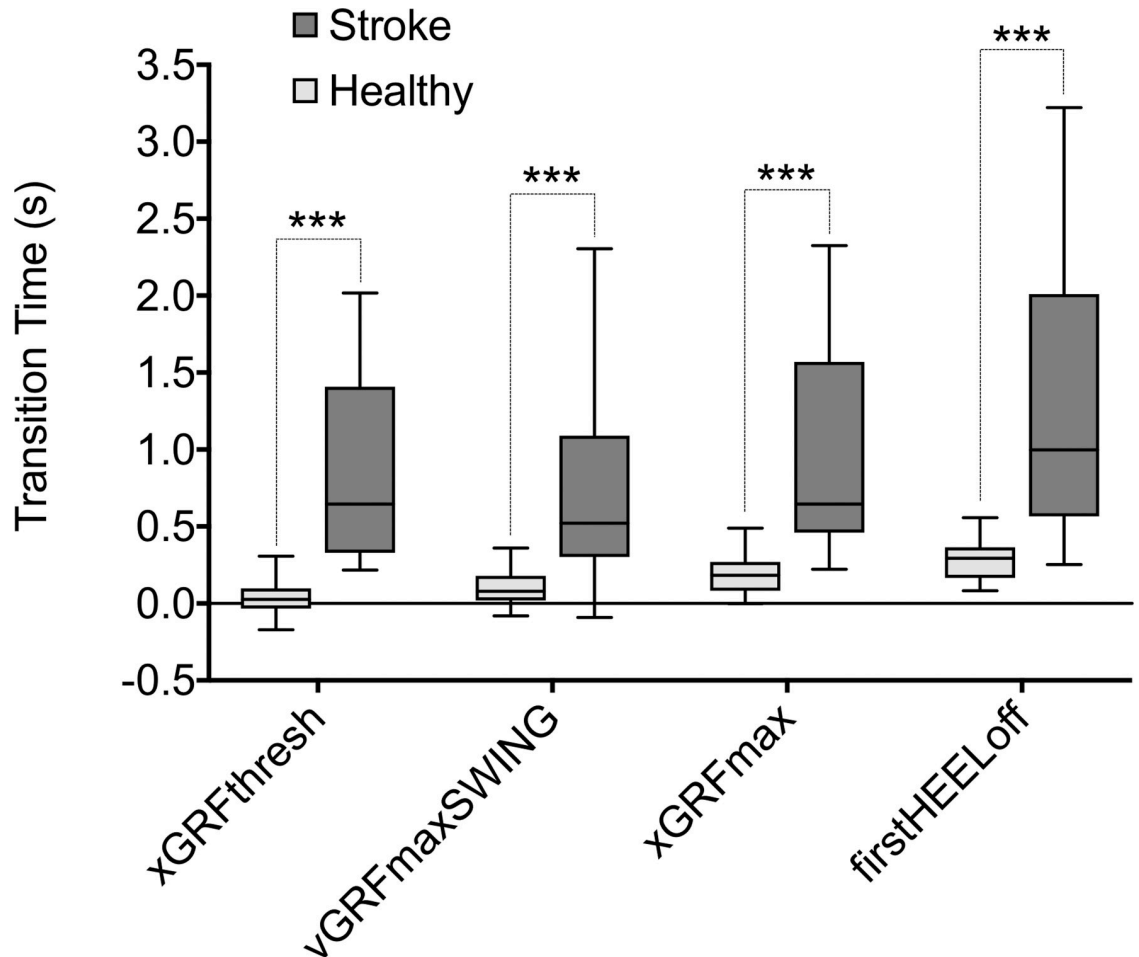 Stroke
Healthy
Transition Time (s)
3.5
3.0
2.5
2.0
1.5
1.0
0.5
0.0
-0.5
***
***
***
***
xGRFthresh
vGRFmaxSWING
xGRFmax
firstHEELoff